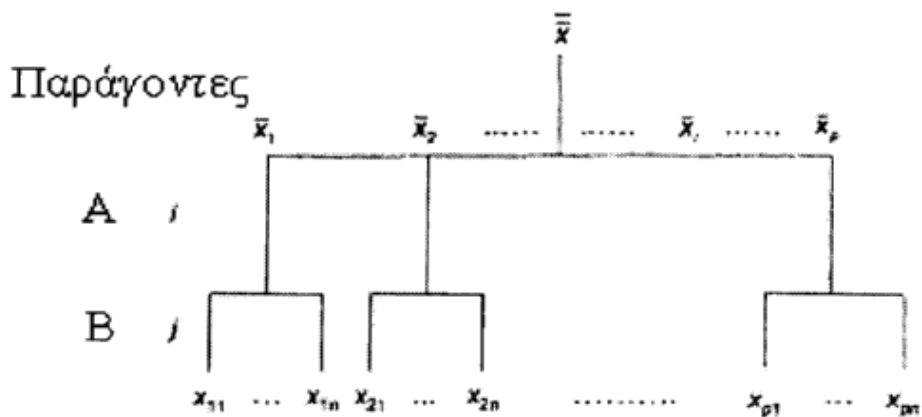 x̿
Παράγοντες
x̄₁ x̄₂ ...... ...... x̄ᵢ ...... x̄ₚ
A i
B j
x₁₁ ... x₁ₙ x₂₁ ... x₂ₙ ........... xₚ₁ ... xₚₙ